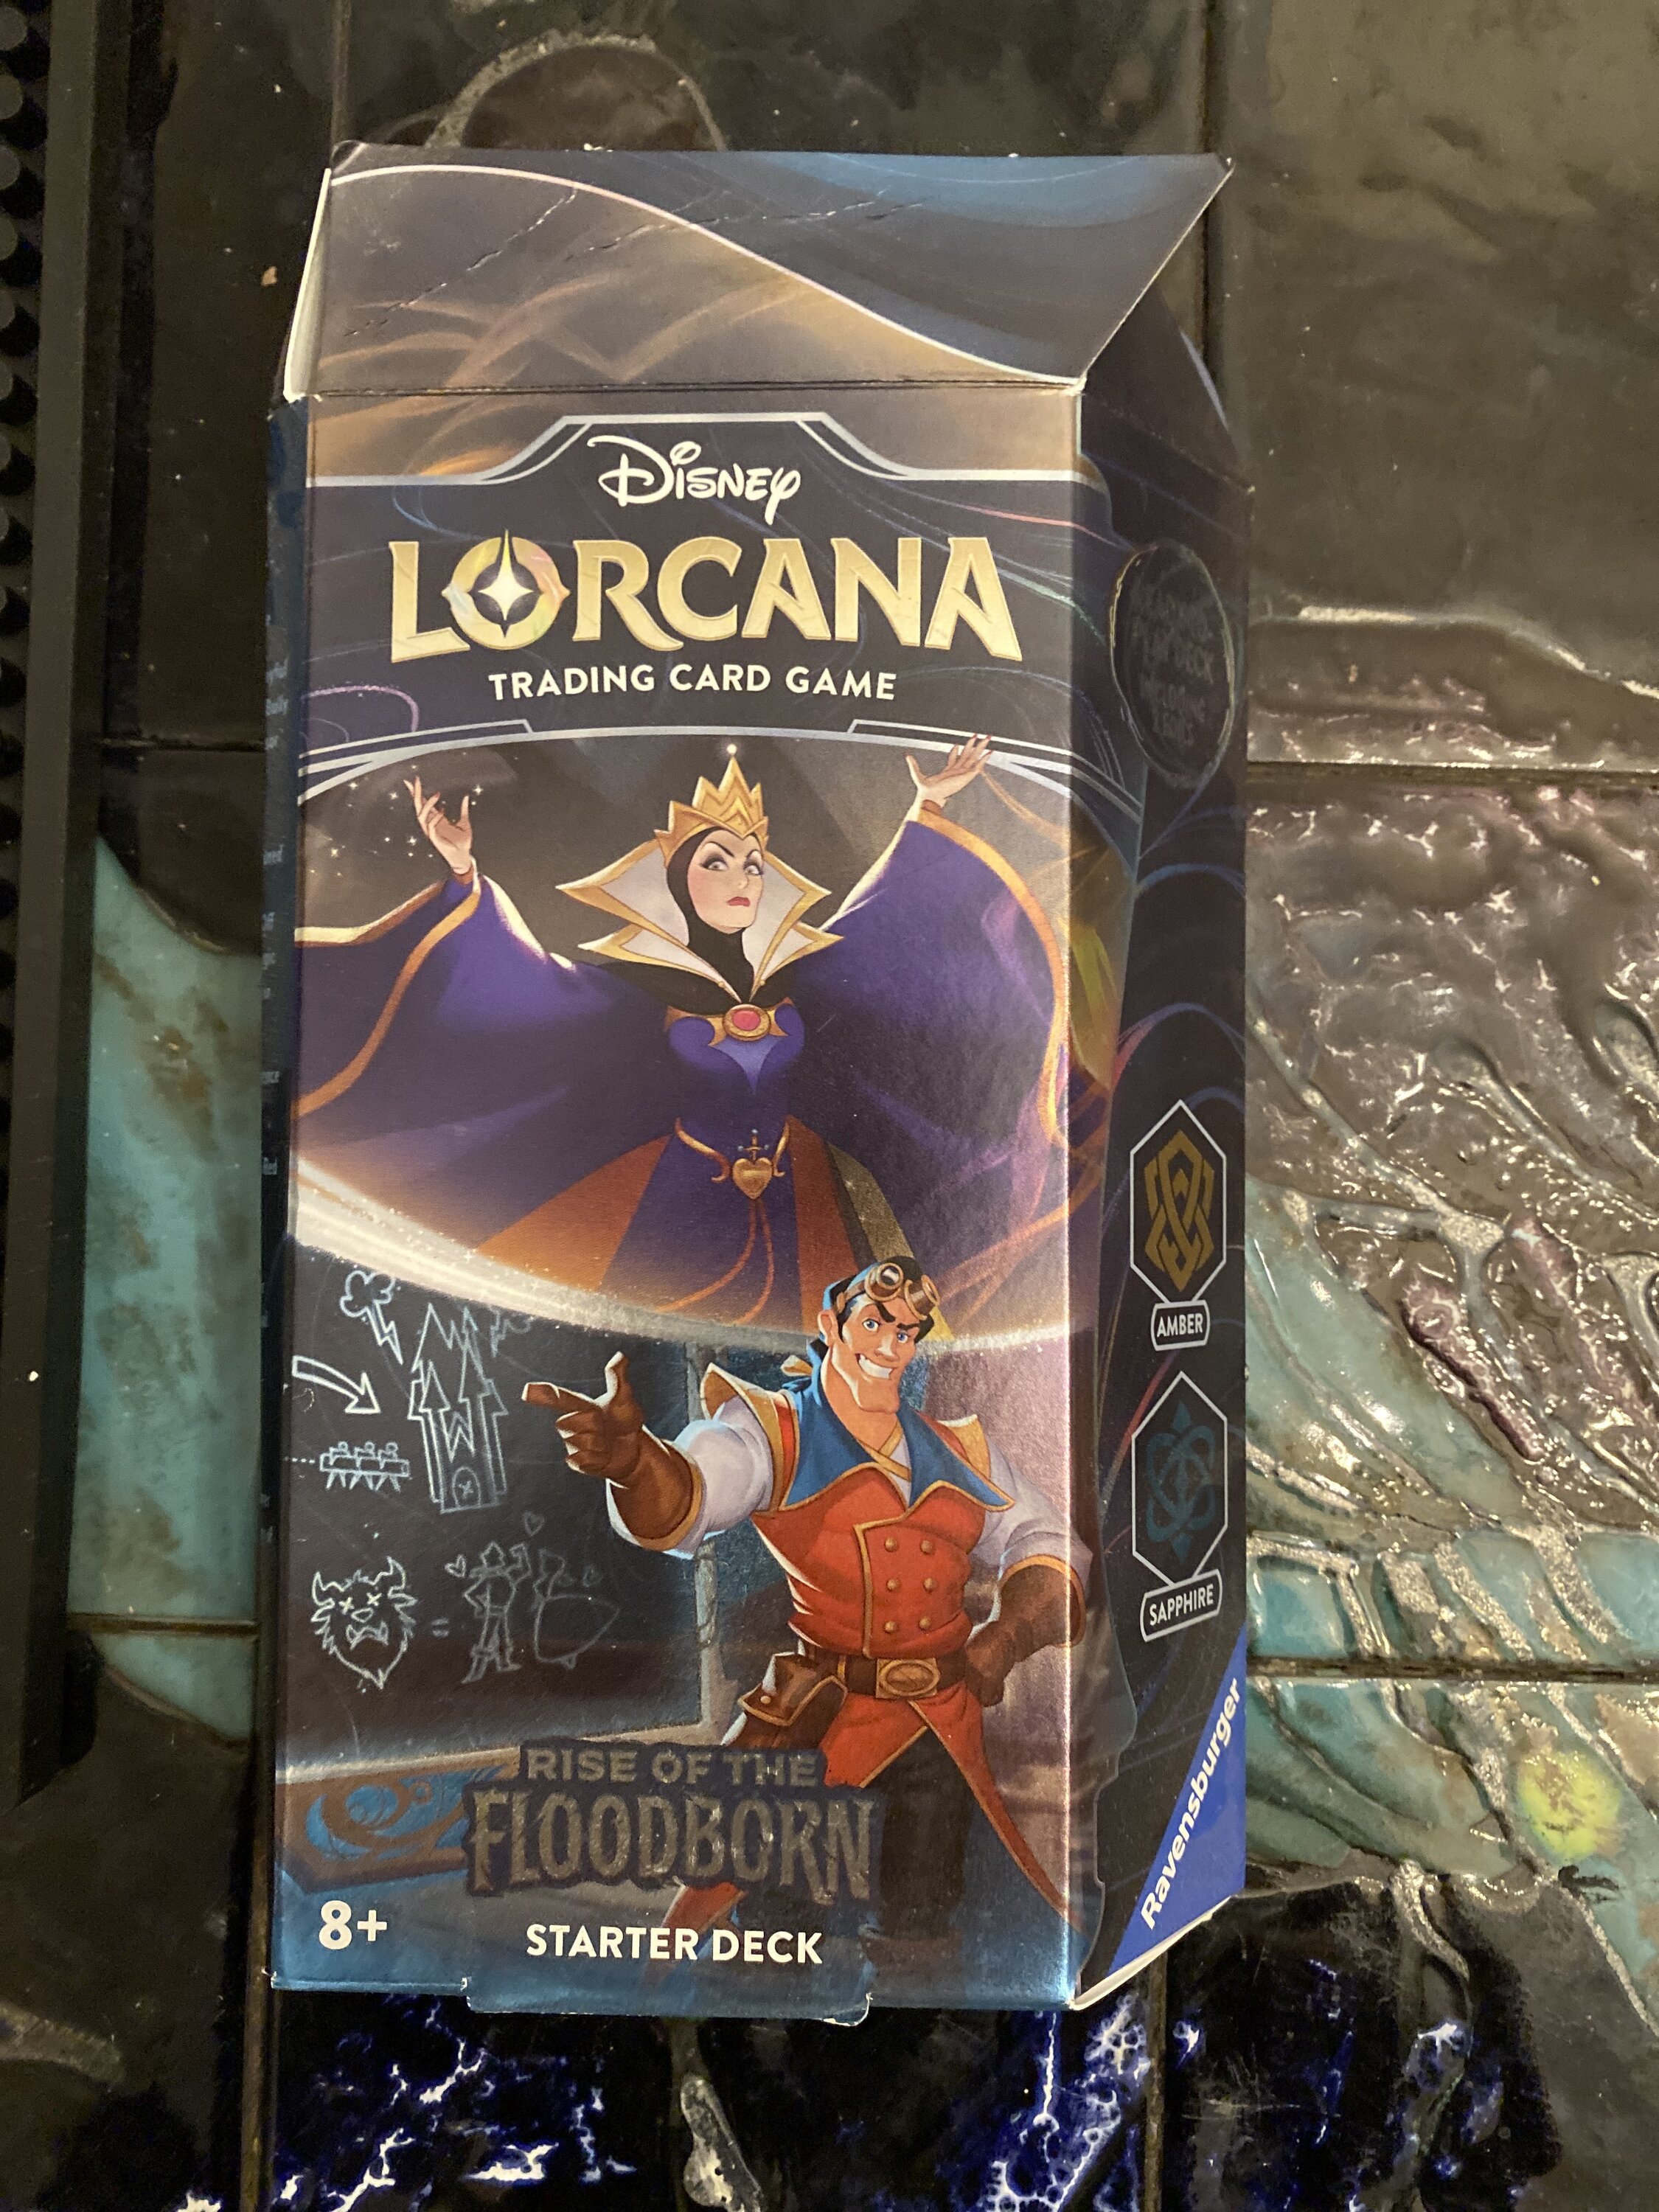 Disney
LORCANA
TRADING CARD GAME
AMBER
SAPPHIRE
Ravensburger
RISE OF THE
FLOODBORN
8+
STARTER DECK